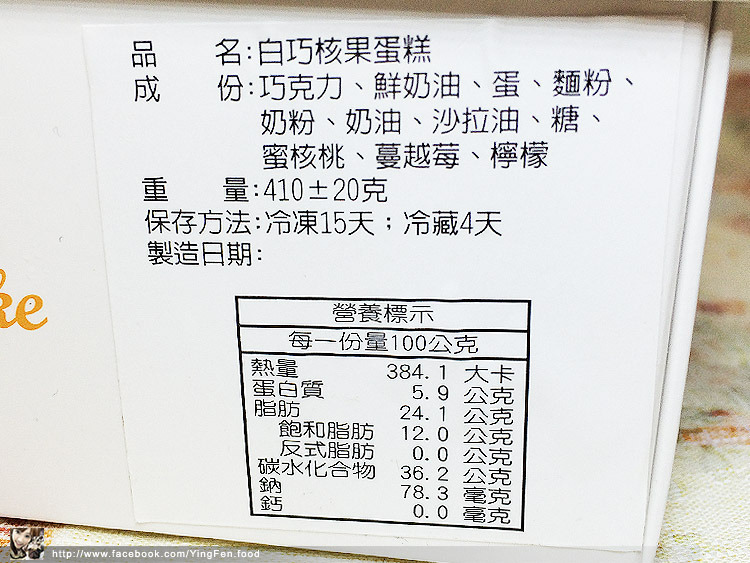 品　　名:白巧核果蛋糕
成　　份:巧克力、鮮奶油、蛋、麵粉、
奶粉、奶油、沙拉油、糖、
蜜核桃、蔓越莓、檸檬
重　　量:410±20克
保存方法:冷凍15天；冷藏4天
製造日期:
ke
營養標示
每一份量100公克
熱量 384.1 大卡
蛋白質 5.9 公克
脂肪 24.1 公克
飽和脂肪 12.0 公克
反式脂肪 0.0 公克
碳水化合物 36.2 公克
鈉 78.3 毫克
鈣 0.0 毫克
http://www.facebook.com/YingFen.food